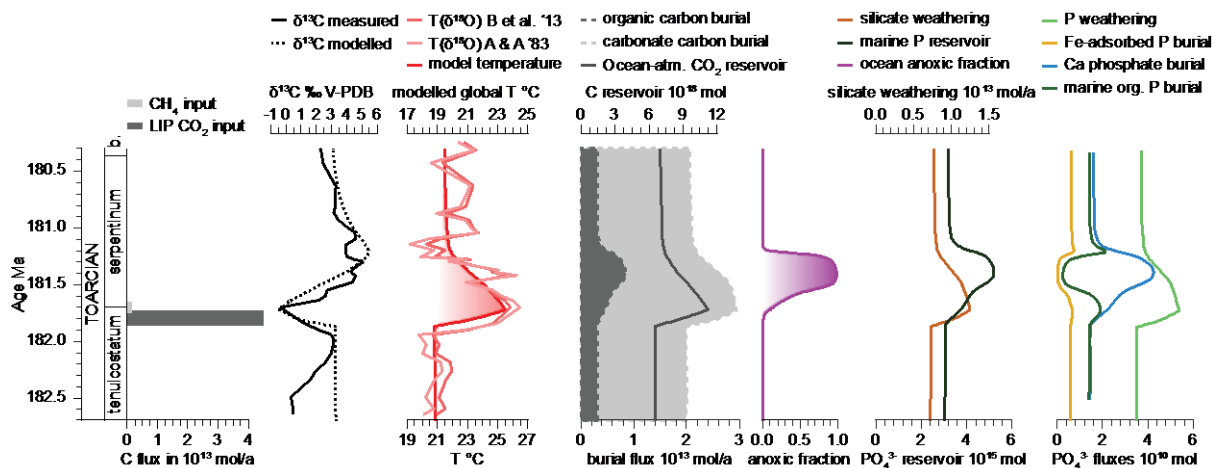 δ¹³C measured
δ¹³C modelled
T(δ¹⁸O) B et al. '13
T(δ¹⁸O) A & A '83
model temperature
organic carbon burial
carbonate carbon burial
Ocean-atm. CO₂ reservoir
silicate weathering
marine P reservoir
ocean anoxic fraction
P weathering
Fe-adsorbed P burial
Ca phosphate burial
marine org. P burial
CH₄ input
LIP CO₂ input
δ¹³C ‰ V-PDB
-1 0 1 2 3 4 5 6
modelled global T °C
17 19 21 23 25
C reservoir 10¹⁸ mol
0 4 8 12
silicate weathering 10¹³ mol/a
0.0 0.5 1.0 1.5
Age Ma
180.5
181.0
181.5
182.0
182.5
TOARCIAN
b.
serpentinum
tenuicostatum
0 1 2 3 4
C flux in 10¹³ mol/a
19 21 23 25 27
T °C
0 1 2 3
burial flux 10¹³ mol/a
0.0 0.5 1.0
anoxic fraction
0 2 4 6
PO₄³⁻ reservoir 10¹⁵ mol
0 2 4 6
PO₄³⁻ fluxes 10¹⁰ mol